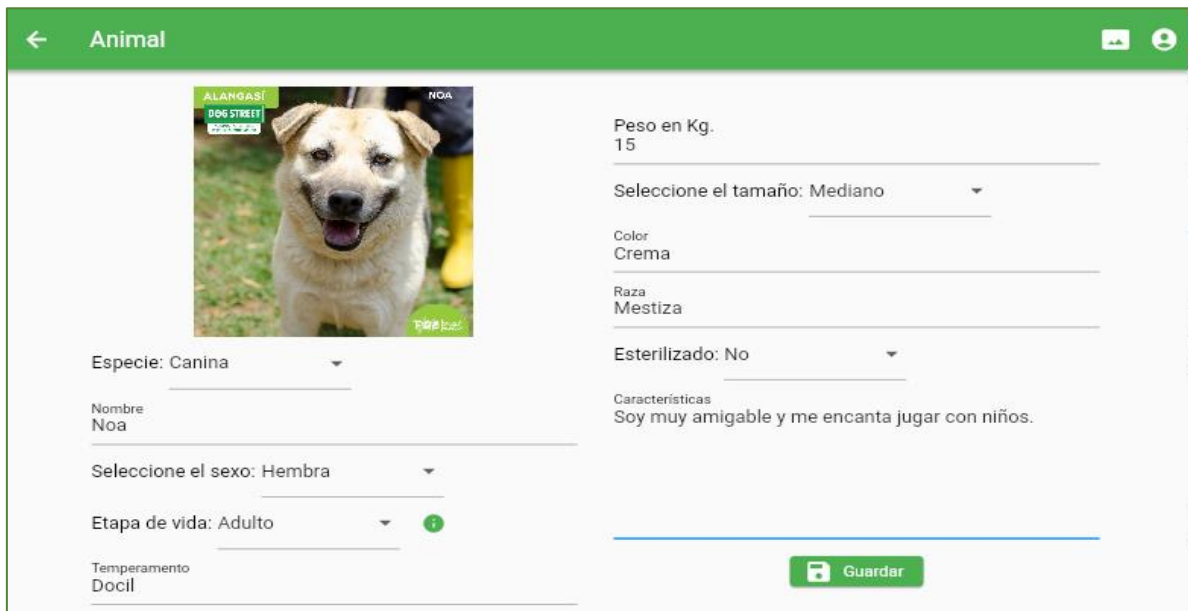 Animal
ALANGASÍ
NOA
DOG STREET
Especie: Canina
Nombre
Noa
Seleccione el sexo: Hembra
Etapa de vida: Adulto
Temperamento
Docil
Peso en Kg.
15
Seleccione el tamaño: Mediano
Color
Crema
Raza
Mestiza
Esterilizado: No
Características
Soy muy amigable y me encanta jugar con niños.
Guardar